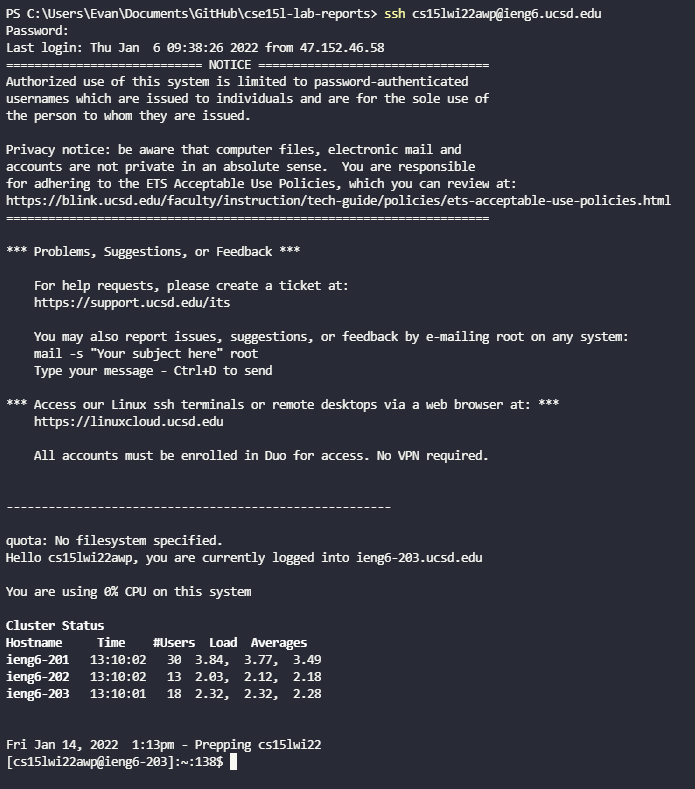 PS C:\Users\Evan\Documents\GitHub\cse15l-lab-reports> ssh cs15lwi22awp@ieng6.ucsd.edu
Password:
Last login: Thu Jan  6 09:38:26 2022 from 47.152.46.58
============================ NOTICE =================================
Authorized use of this system is limited to password-authenticated
usernames which are issued to individuals and are for the sole use of
the person to whom they are issued.

Privacy notice: be aware that computer files, electronic mail and
accounts are not private in an absolute sense.  You are responsible
for adhering to the ETS Acceptable Use Policies, which you can review at:
https://blink.ucsd.edu/faculty/instruction/tech-guide/policies/ets-acceptable-use-policies.html
=====================================================================

*** Problems, Suggestions, or Feedback ***

    For help requests, please create a ticket at:
    https://support.ucsd.edu/its

    You may also report issues, suggestions, or feedback by e-mailing root on any system:
    mail -s "Your subject here" root
    Type your message - Ctrl+D to send

*** Access our Linux ssh terminals or remote desktops via a web browser at: ***
    https://linuxcloud.ucsd.edu

    All accounts must be enrolled in Duo for access. No VPN required.


-------------------------------------------------------

quota: No filesystem specified.
Hello cs15lwi22awp, you are currently logged into ieng6-203.ucsd.edu

You are using 0% CPU on this system

Cluster Status
Hostname     Time    #Users  Load  Averages
ieng6-201   13:10:02   30  3.84,  3.77,  3.49
ieng6-202   13:10:02   13  2.03,  2.12,  2.18
ieng6-203   13:10:01   18  2.32,  2.32,  2.28


Fri Jan 14, 2022  1:13pm - Prepping cs15lwi22
[cs15lwi22awp@ieng6-203]:~:138$